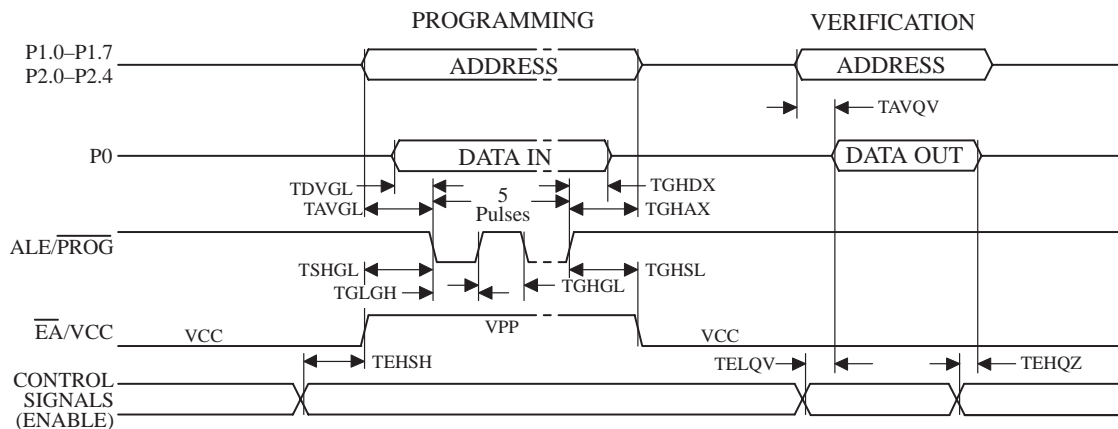 PROGRAMMING
VERIFICATION
P1.0–P1.7
P2.0–P2.4
ADDRESS
ADDRESS
TAVQV
P0
DATA IN
DATA OUT
TDVGL
TGHDX
TAVGL
5
Pulses
TGHAX
ALE/PROG
TSHGL
TGHSL
TGLGH
TGHGL
EA/VCC
VCC
VPP
VCC
TEHSH
TELQV
TEHQZ
CONTROL
SIGNALS
(ENABLE)